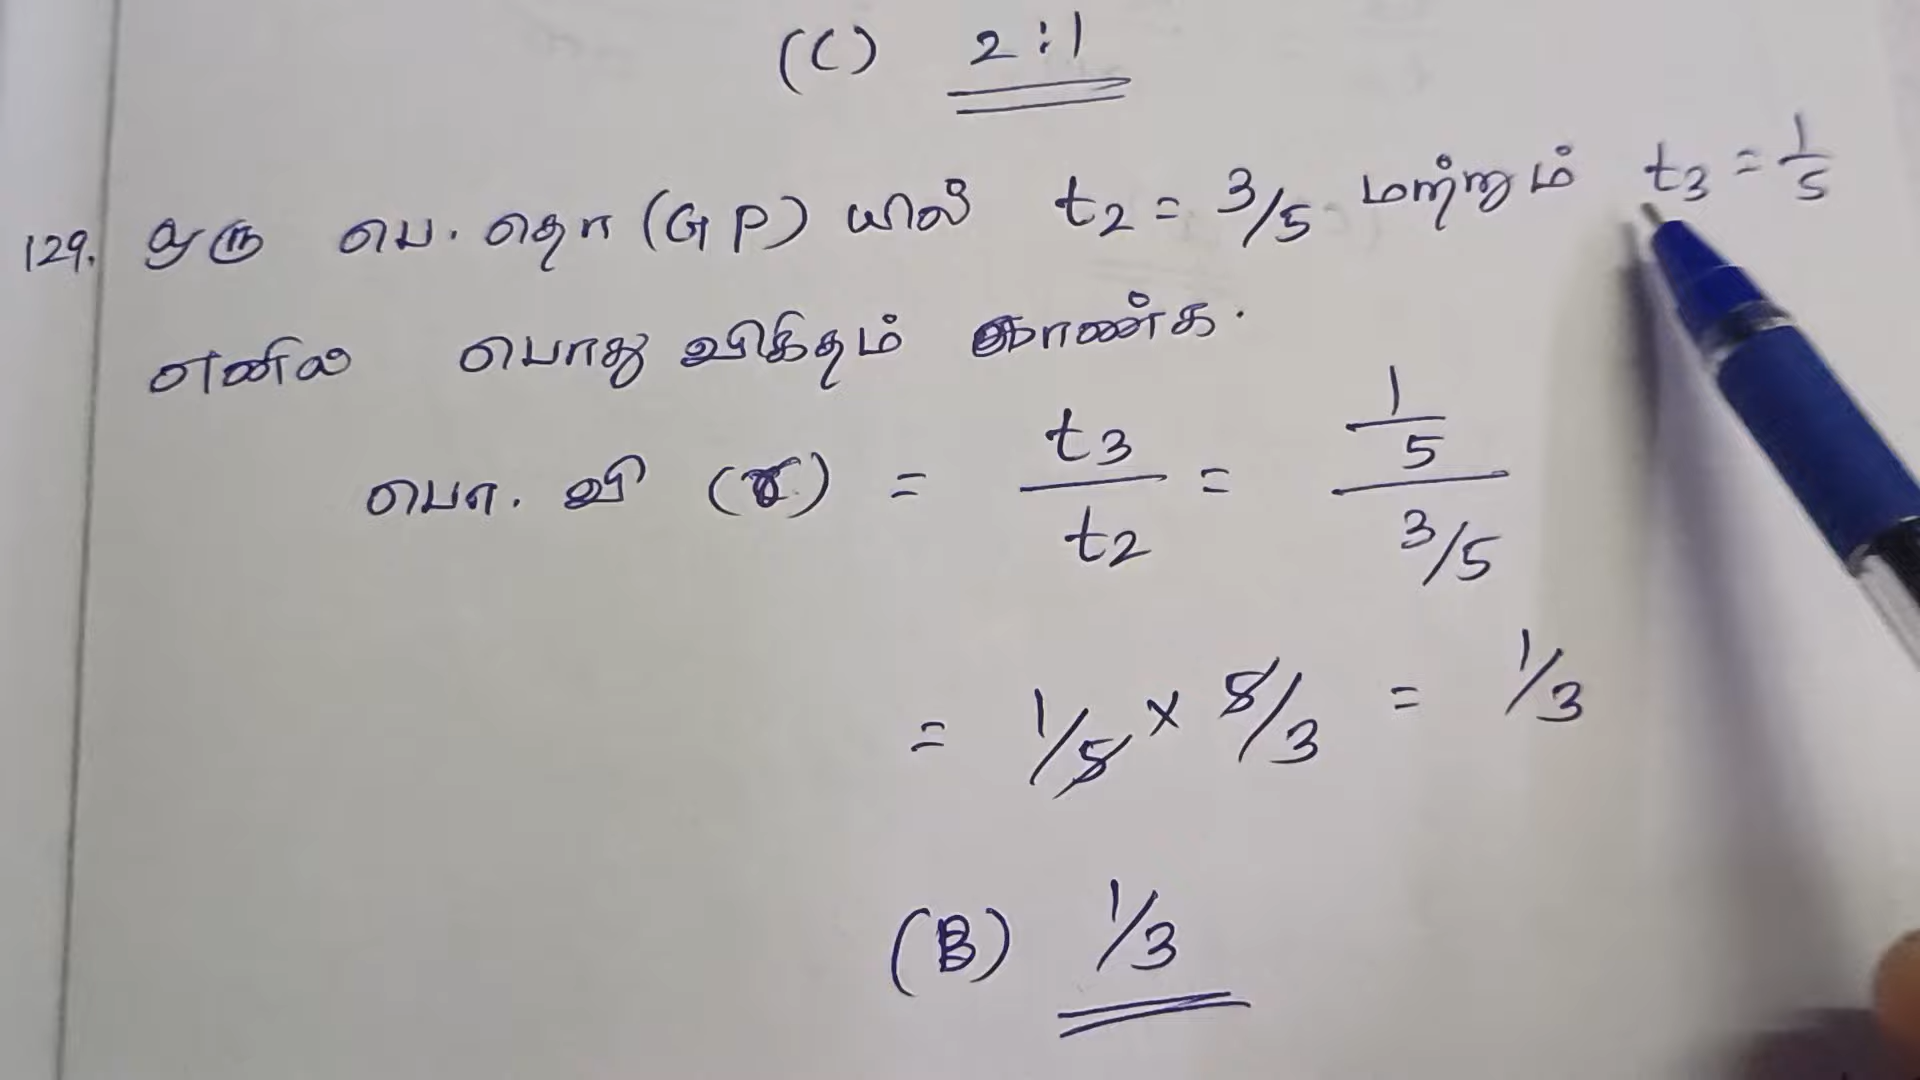 (C) 2:1
129. ஒரு பெ. தொ (GP) யில் t2 = 3/5 மற்றும் t3 = 1/5
எனில் பொது விகிதம் காண்க.
பொ. வி (r) = t3/t2 = (1/5)/(3/5)
= 1/5 x 5/3 = 1/3
(B) 1/3